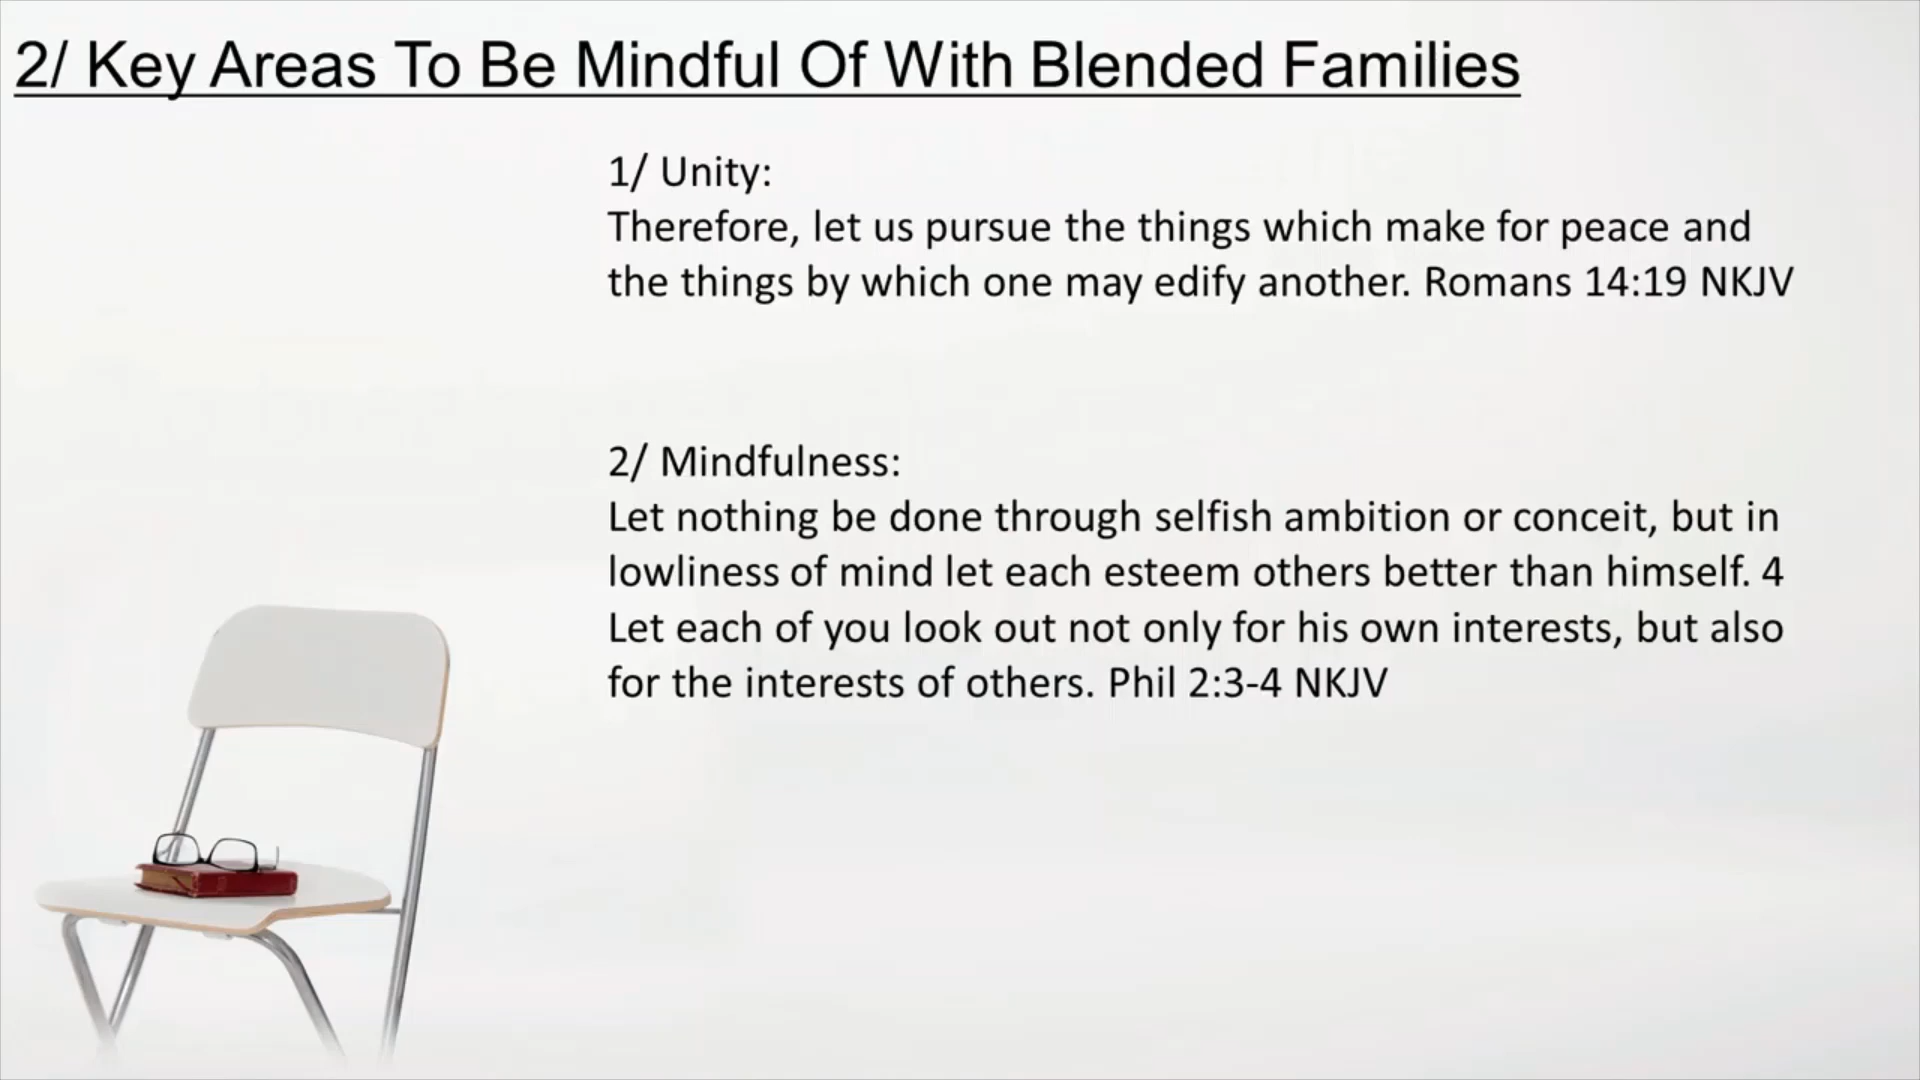 2/ Key Areas To Be Mindful Of With Blended Families
1/ Unity:
Therefore, let us pursue the things which make for peace and
the things by which one may edify another. Romans 14:19 NKJV
2/ Mindfulness:
Let nothing be done through selfish ambition or conceit, but in
lowliness of mind let each esteem others better than himself. 4
Let each of you look out not only for his own interests, but also
for the interests of others. Phil 2:3-4 NKJV